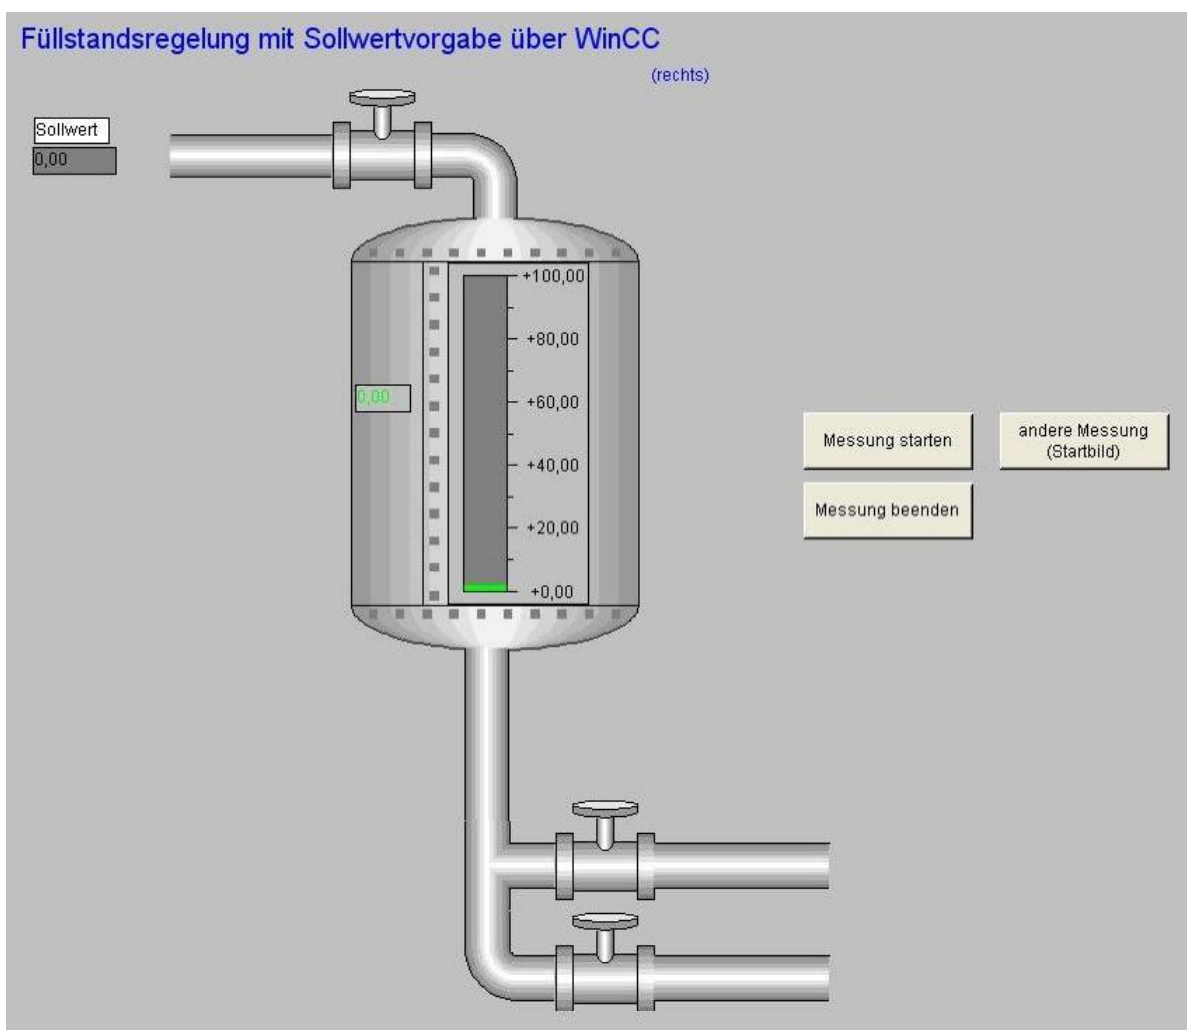 Füllstandsregelung mit Sollwertvorgabe über WinCC
(rechts)
Sollwert
0,00
+100,00
+80,00
0,00
+60,00
+40,00
+20,00
+0,00
Messung starten
andere Messung
(Startbild)
Messung beenden